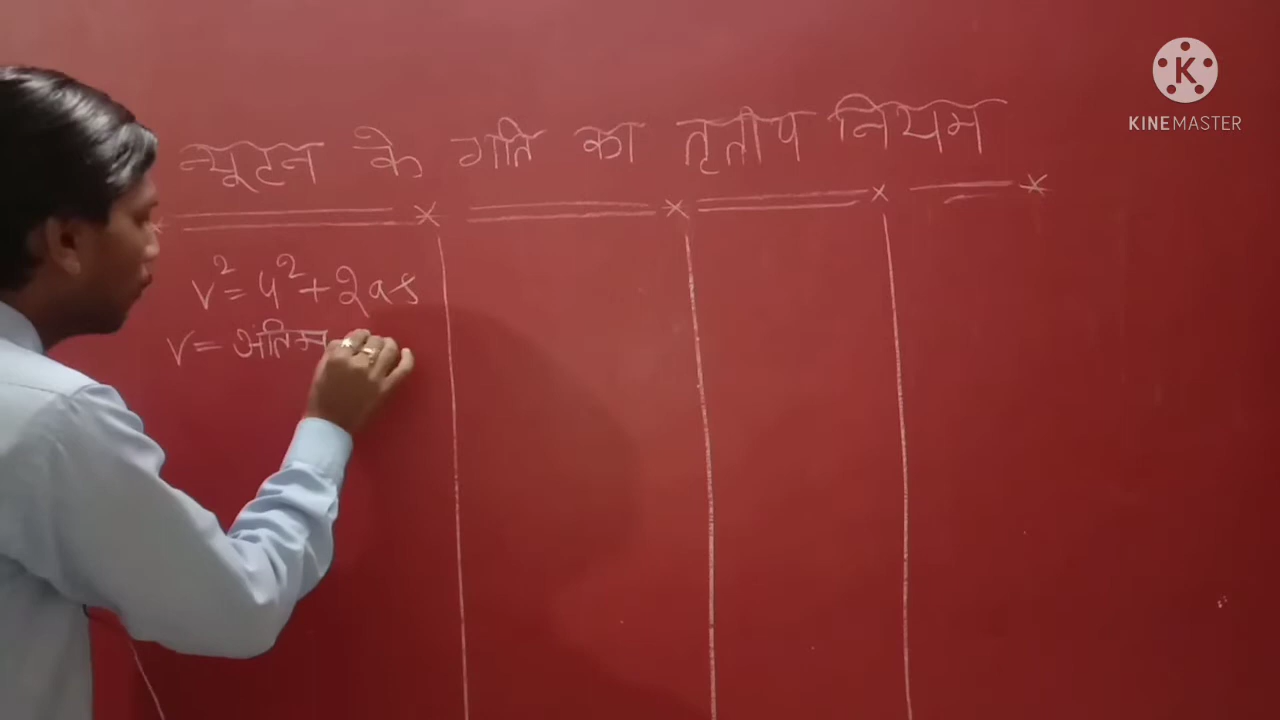 न्यूटन के गति का तृतीय नियम
v² = u² + 2as
v = अंतिम
KINEMASTER